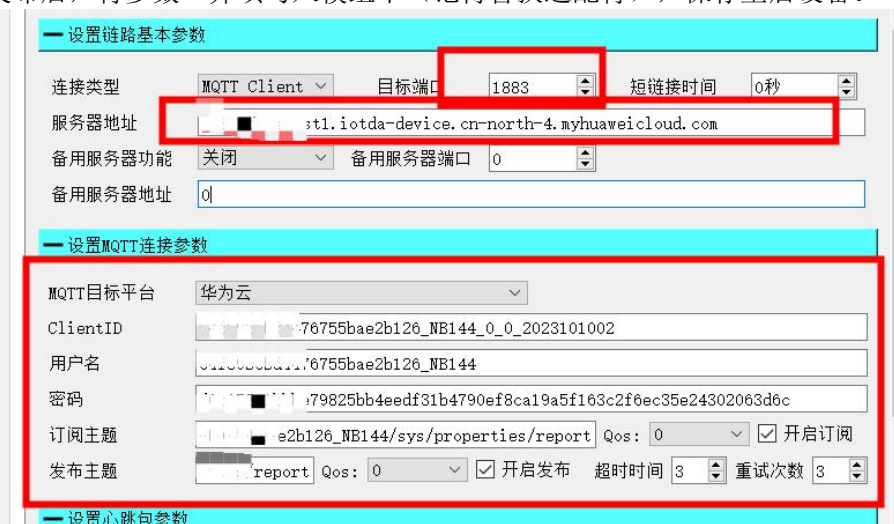 设置链路基本参数
连接类型 MQTT Client 目标端口 1883 短链接时间 0秒
服务器地址 st1.iotda-device.cn-north-4.myhuaweicloud.com
备用服务器功能 关闭 备用服务器端口 0
备用服务器地址 0
设置MQTT连接参数
MQTT目标平台 华为云
ClientID 76755bae2b126_NB144_0_0_2023101002
用户名 6755bae2b126_NB144
密码 e79825bb4eedf31b4790ef8ca19a5f163c2f6ec35e24302063d6c
订阅主题 e2b126_NB144/sys/properties/report Qos: 0 开启订阅
发布主题 /report Qos: 0 开启发布 超时时间 3 重试次数 3
设置心跳包参数